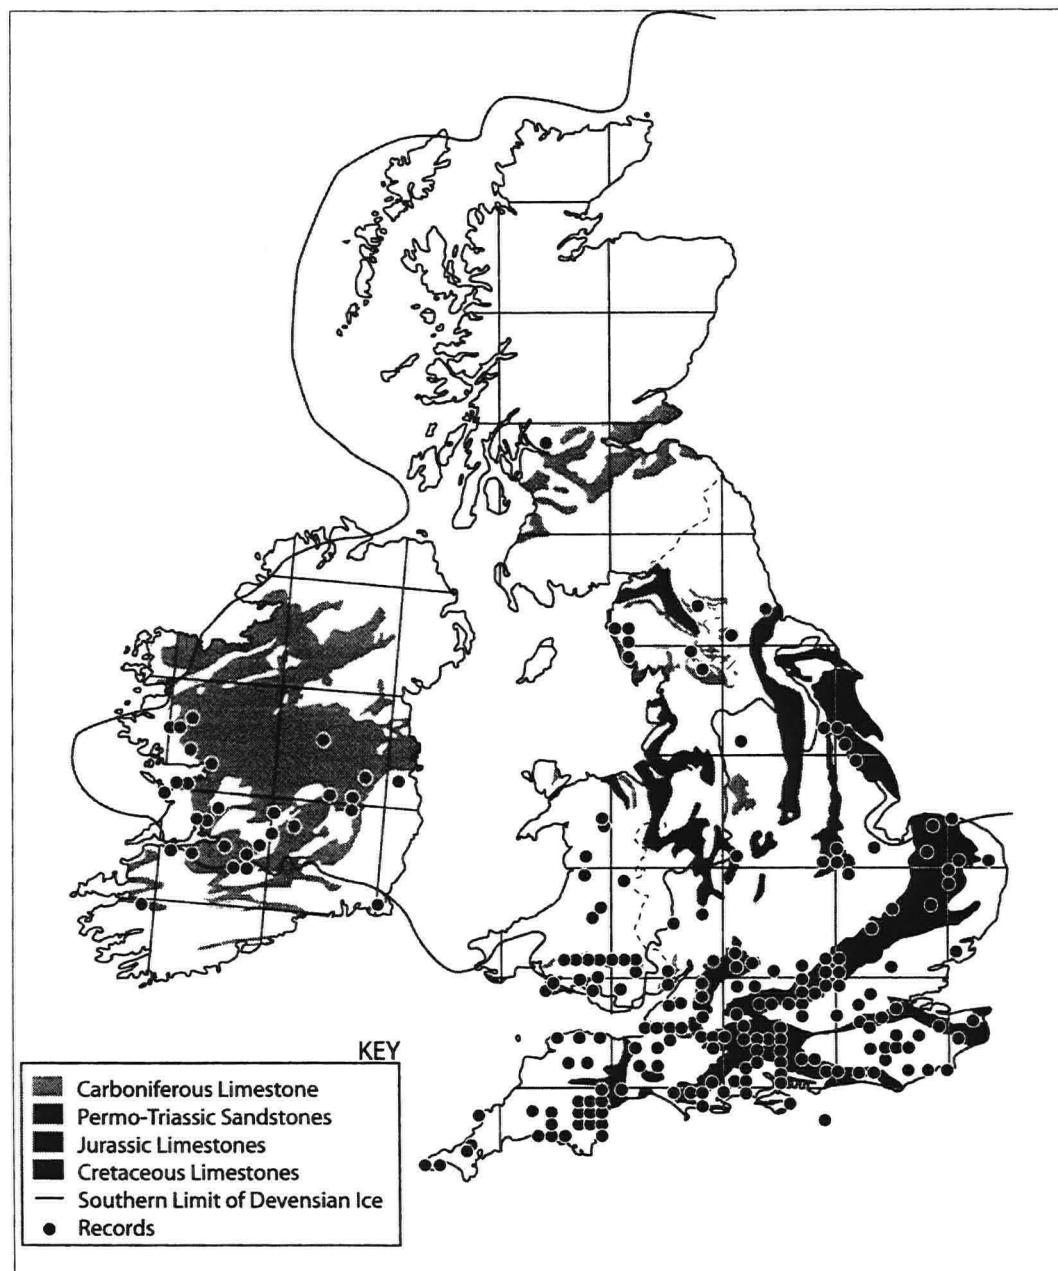 KEY
Carboniferous Limestone
Permo-Triassic Sandstones
Jurassic Limestones
Cretaceous Limestones
Southern Limit of Devensian Ice
Records